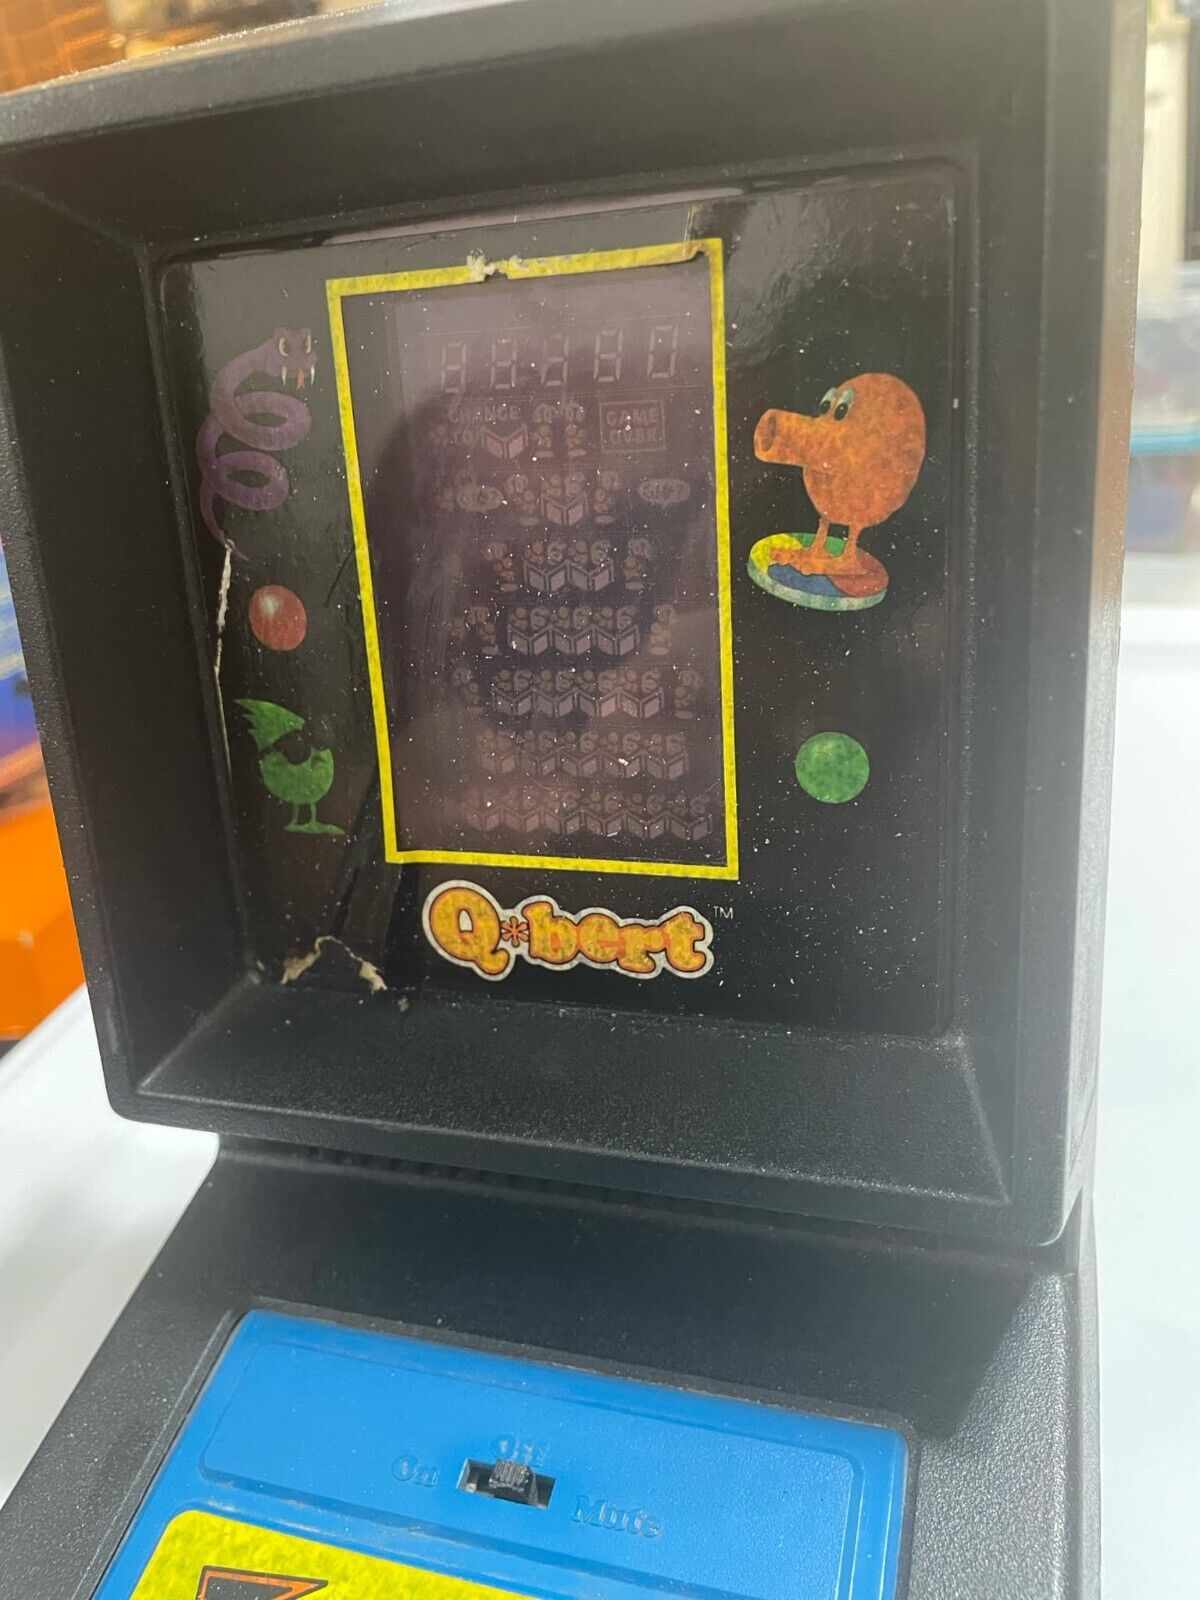 CHANGE
TO
GAME
OVER
Q*bert™
Off
On
Mute